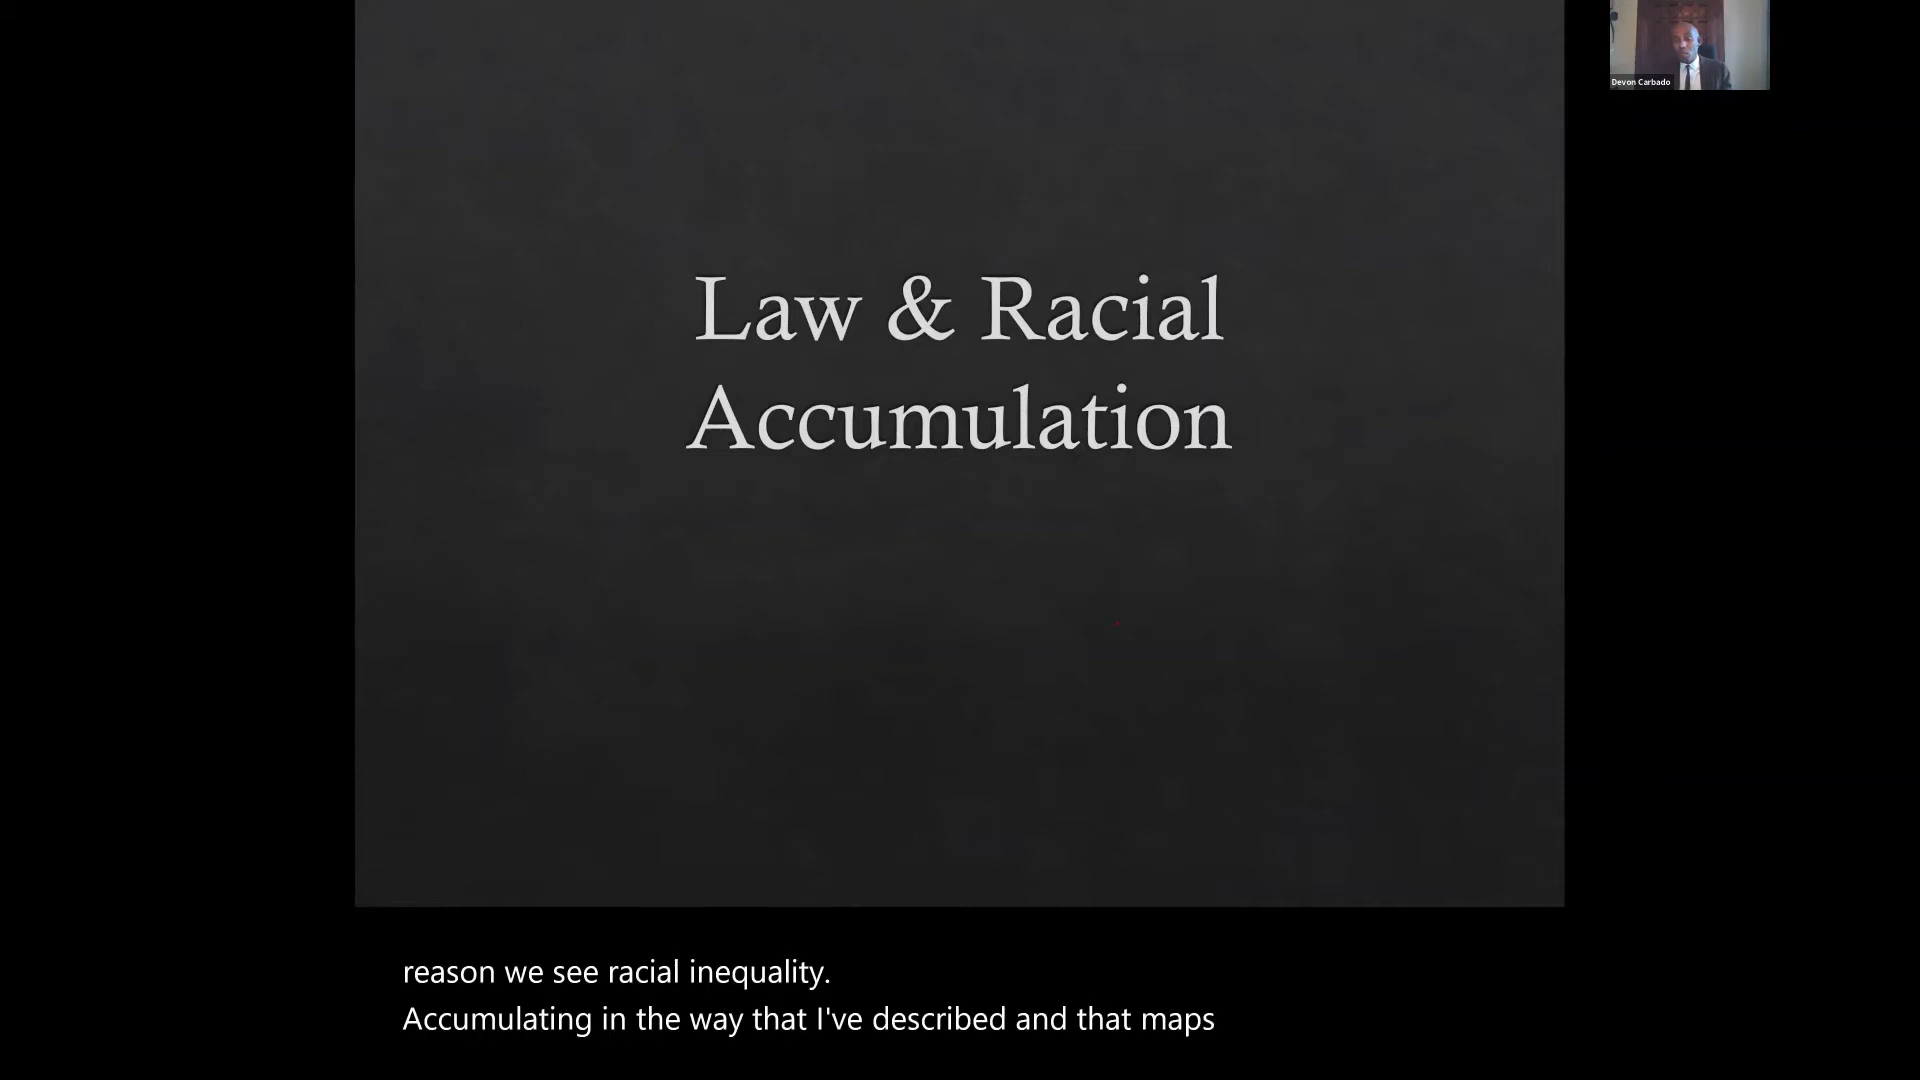 Devon Carbado
Law & Racial
Accumulation
reason we see racial inequality.
Accumulating in the way that I've described and that maps